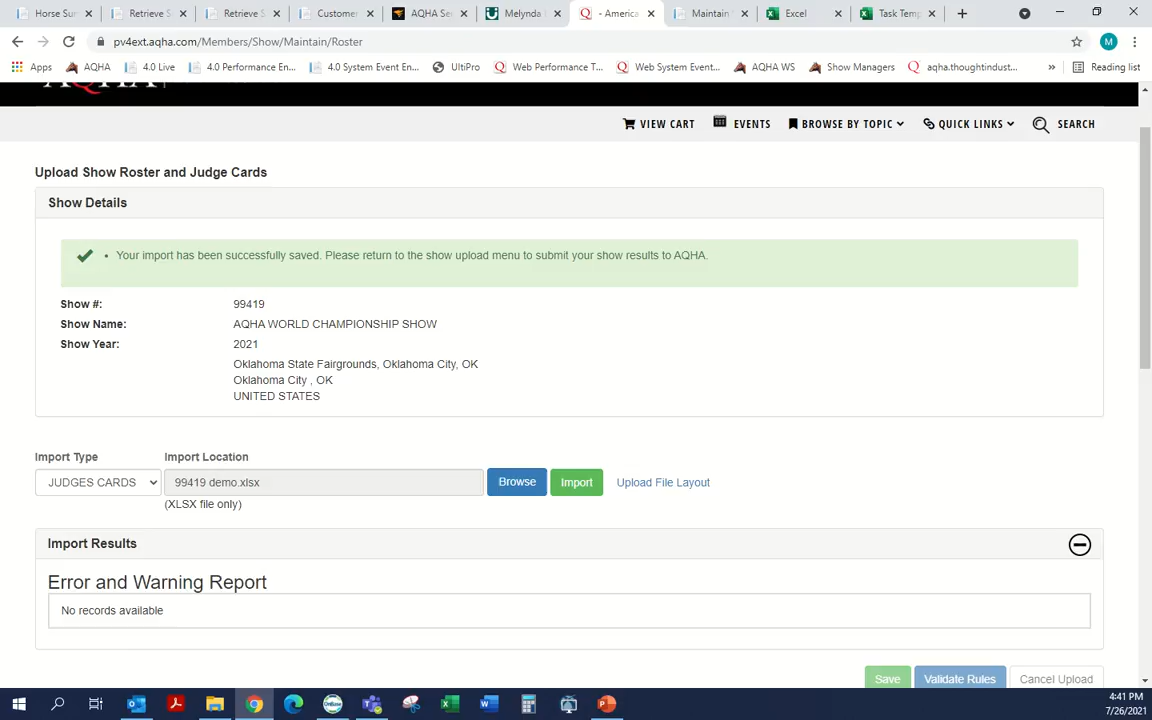 Horse Sur
Retrieve S
Retrieve S
Custome
AQHA Se
Melynda
- America
Maintain
Excel
Task Temp
pv4ext.aqha.com/Members/Show/Maintain/Roster
M
Apps
AQHA
4.0 Live
4.0 Performance En...
4.0 System Event En...
UltiPro
Web Performance T...
Web System Event...
AQHA WS
Show Managers
aqha.thoughtindust...
»
Reading list
VIEW CART
EVENTS
BROWSE BY TOPIC
QUICK LINKS
SEARCH
Upload Show Roster and Judge Cards
Show Details
• Your import has been successfully saved. Please return to the show upload menu to submit your show results to AQHA.
Show #: 99419
Show Name: AQHA WORLD CHAMPIONSHIP SHOW
Show Year: 2021
Oklahoma State Fairgrounds, Oklahoma City, OK
Oklahoma City , OK
UNITED STATES
Import Type
Import Location
JUDGES CARDS
99419 demo.xlsx
Browse
Import
Upload File Layout
(XLSX file only)
Import Results
Error and Warning Report
No records available
Save
Validate Rules
Cancel Upload
4:41 PM
7/26/2021